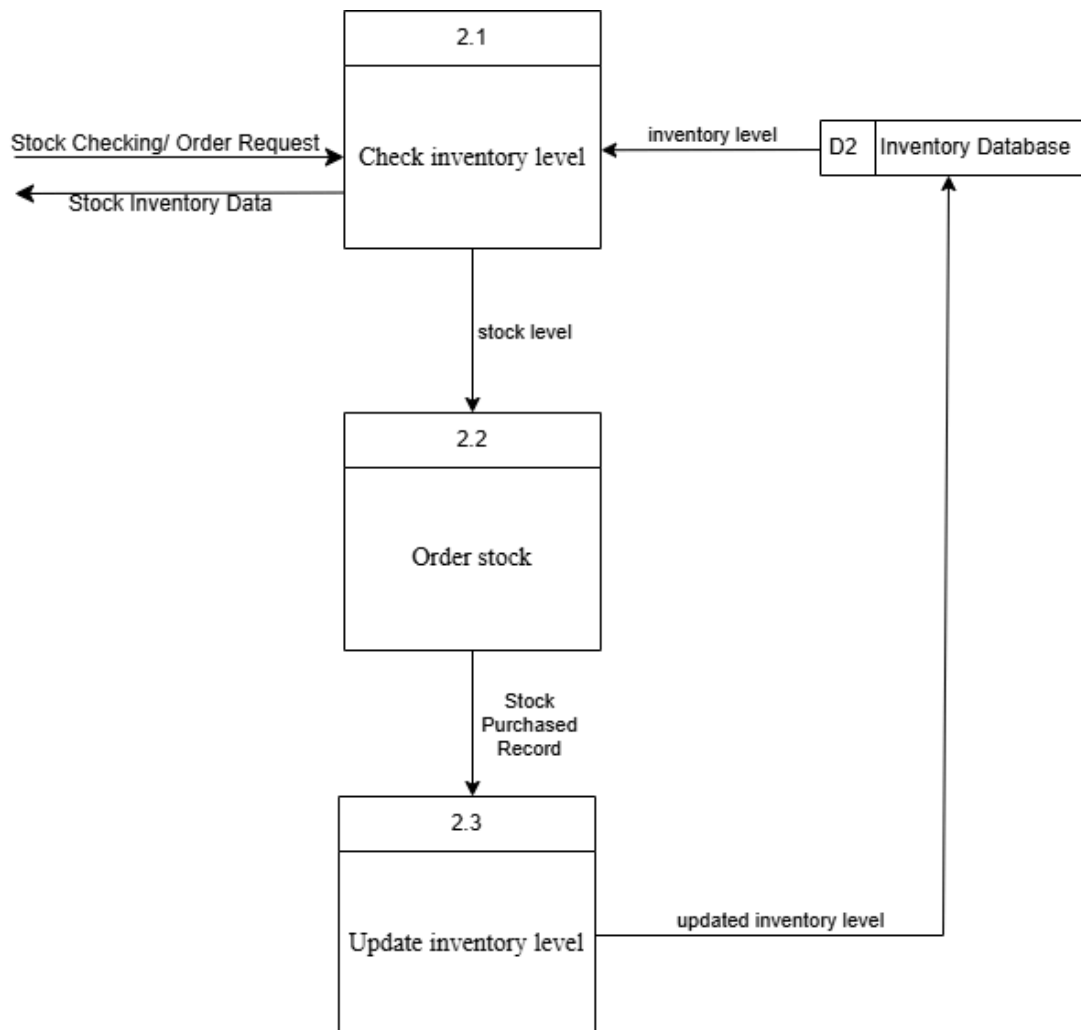 2.1
Stock Checking/ Order Request
Check inventory level
inventory level
D2
Inventory Database
Stock Inventory Data
stock level
2.2
Order stock
Stock
Purchased
Record
2.3
Update inventory level
updated inventory level